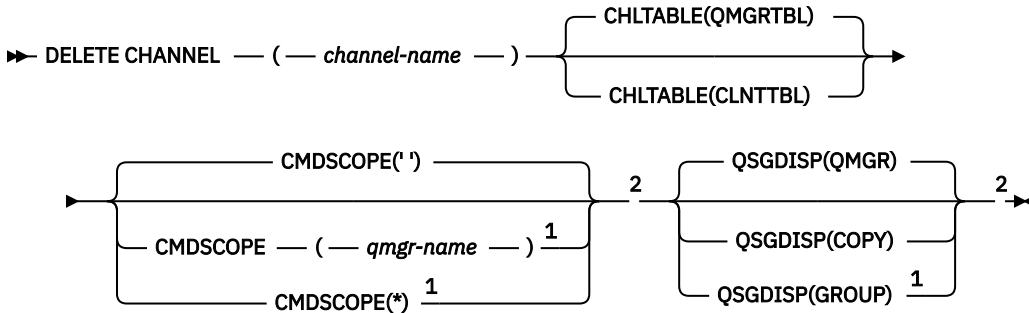 CHLTABLE(QMGRTBL)
DELETE CHANNEL ( channel-name )
CHLTABLE(CLNTTBL)
CMDSCOPE(' ') QSGDISP(QMGR)
2 2
CMDSCOPE ( qmgr-name ) 1 QSGDISP(COPY)
CMDSCOPE(*) 1 QSGDISP(GROUP) 1